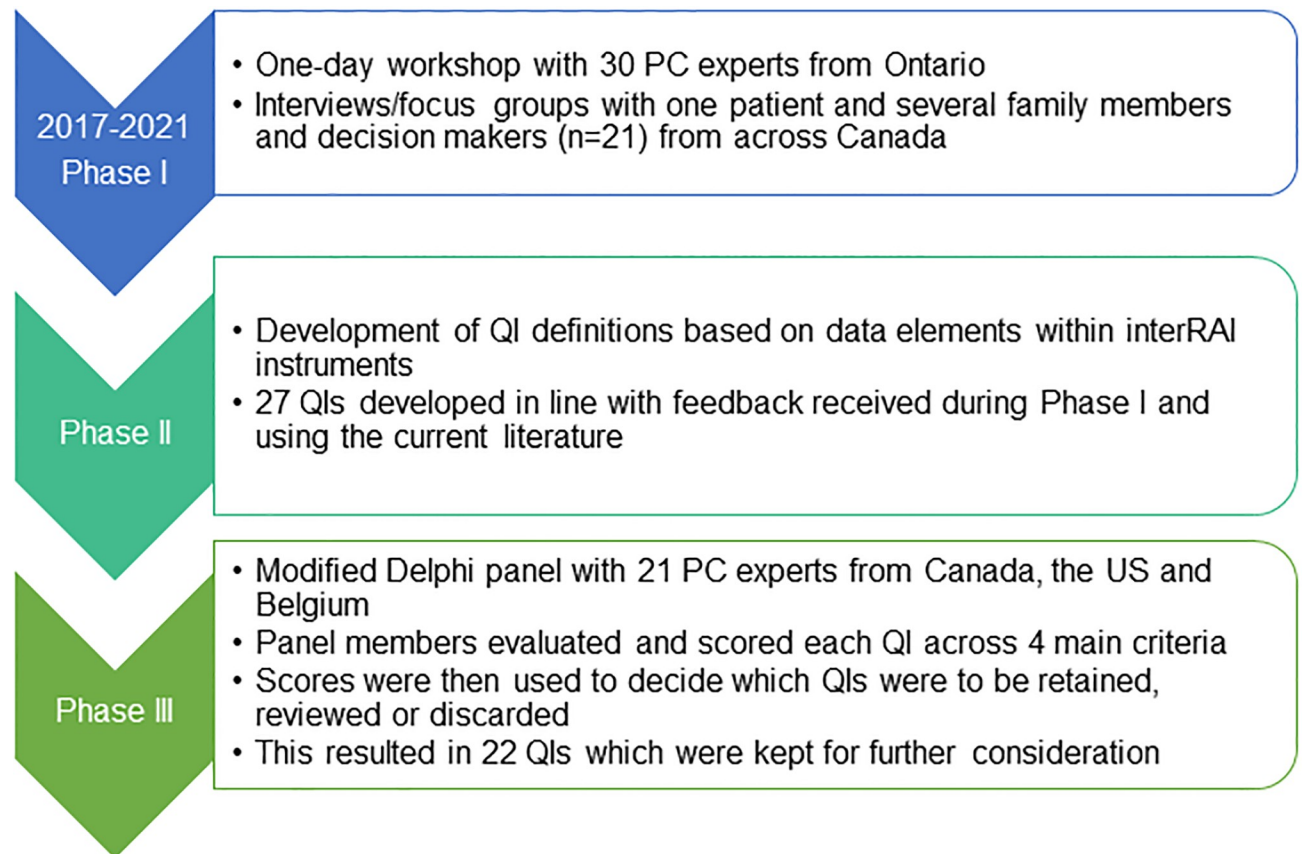 2017-2021
Phase I
• One-day workshop with 30 PC experts from Ontario
• Interviews/focus groups with one patient and several family members
and decision makers (n=21) from across Canada
Phase II
• Development of QI definitions based on data elements within interRAI
instruments
• 27 QIs developed in line with feedback received during Phase I and
using the current literature
Phase III
• Modified Delphi panel with 21 PC experts from Canada, the US and
Belgium
• Panel members evaluated and scored each QI across 4 main criteria
• Scores were then used to decide which QIs were to be retained,
reviewed or discarded
• This resulted in 22 QIs which were kept for further consideration